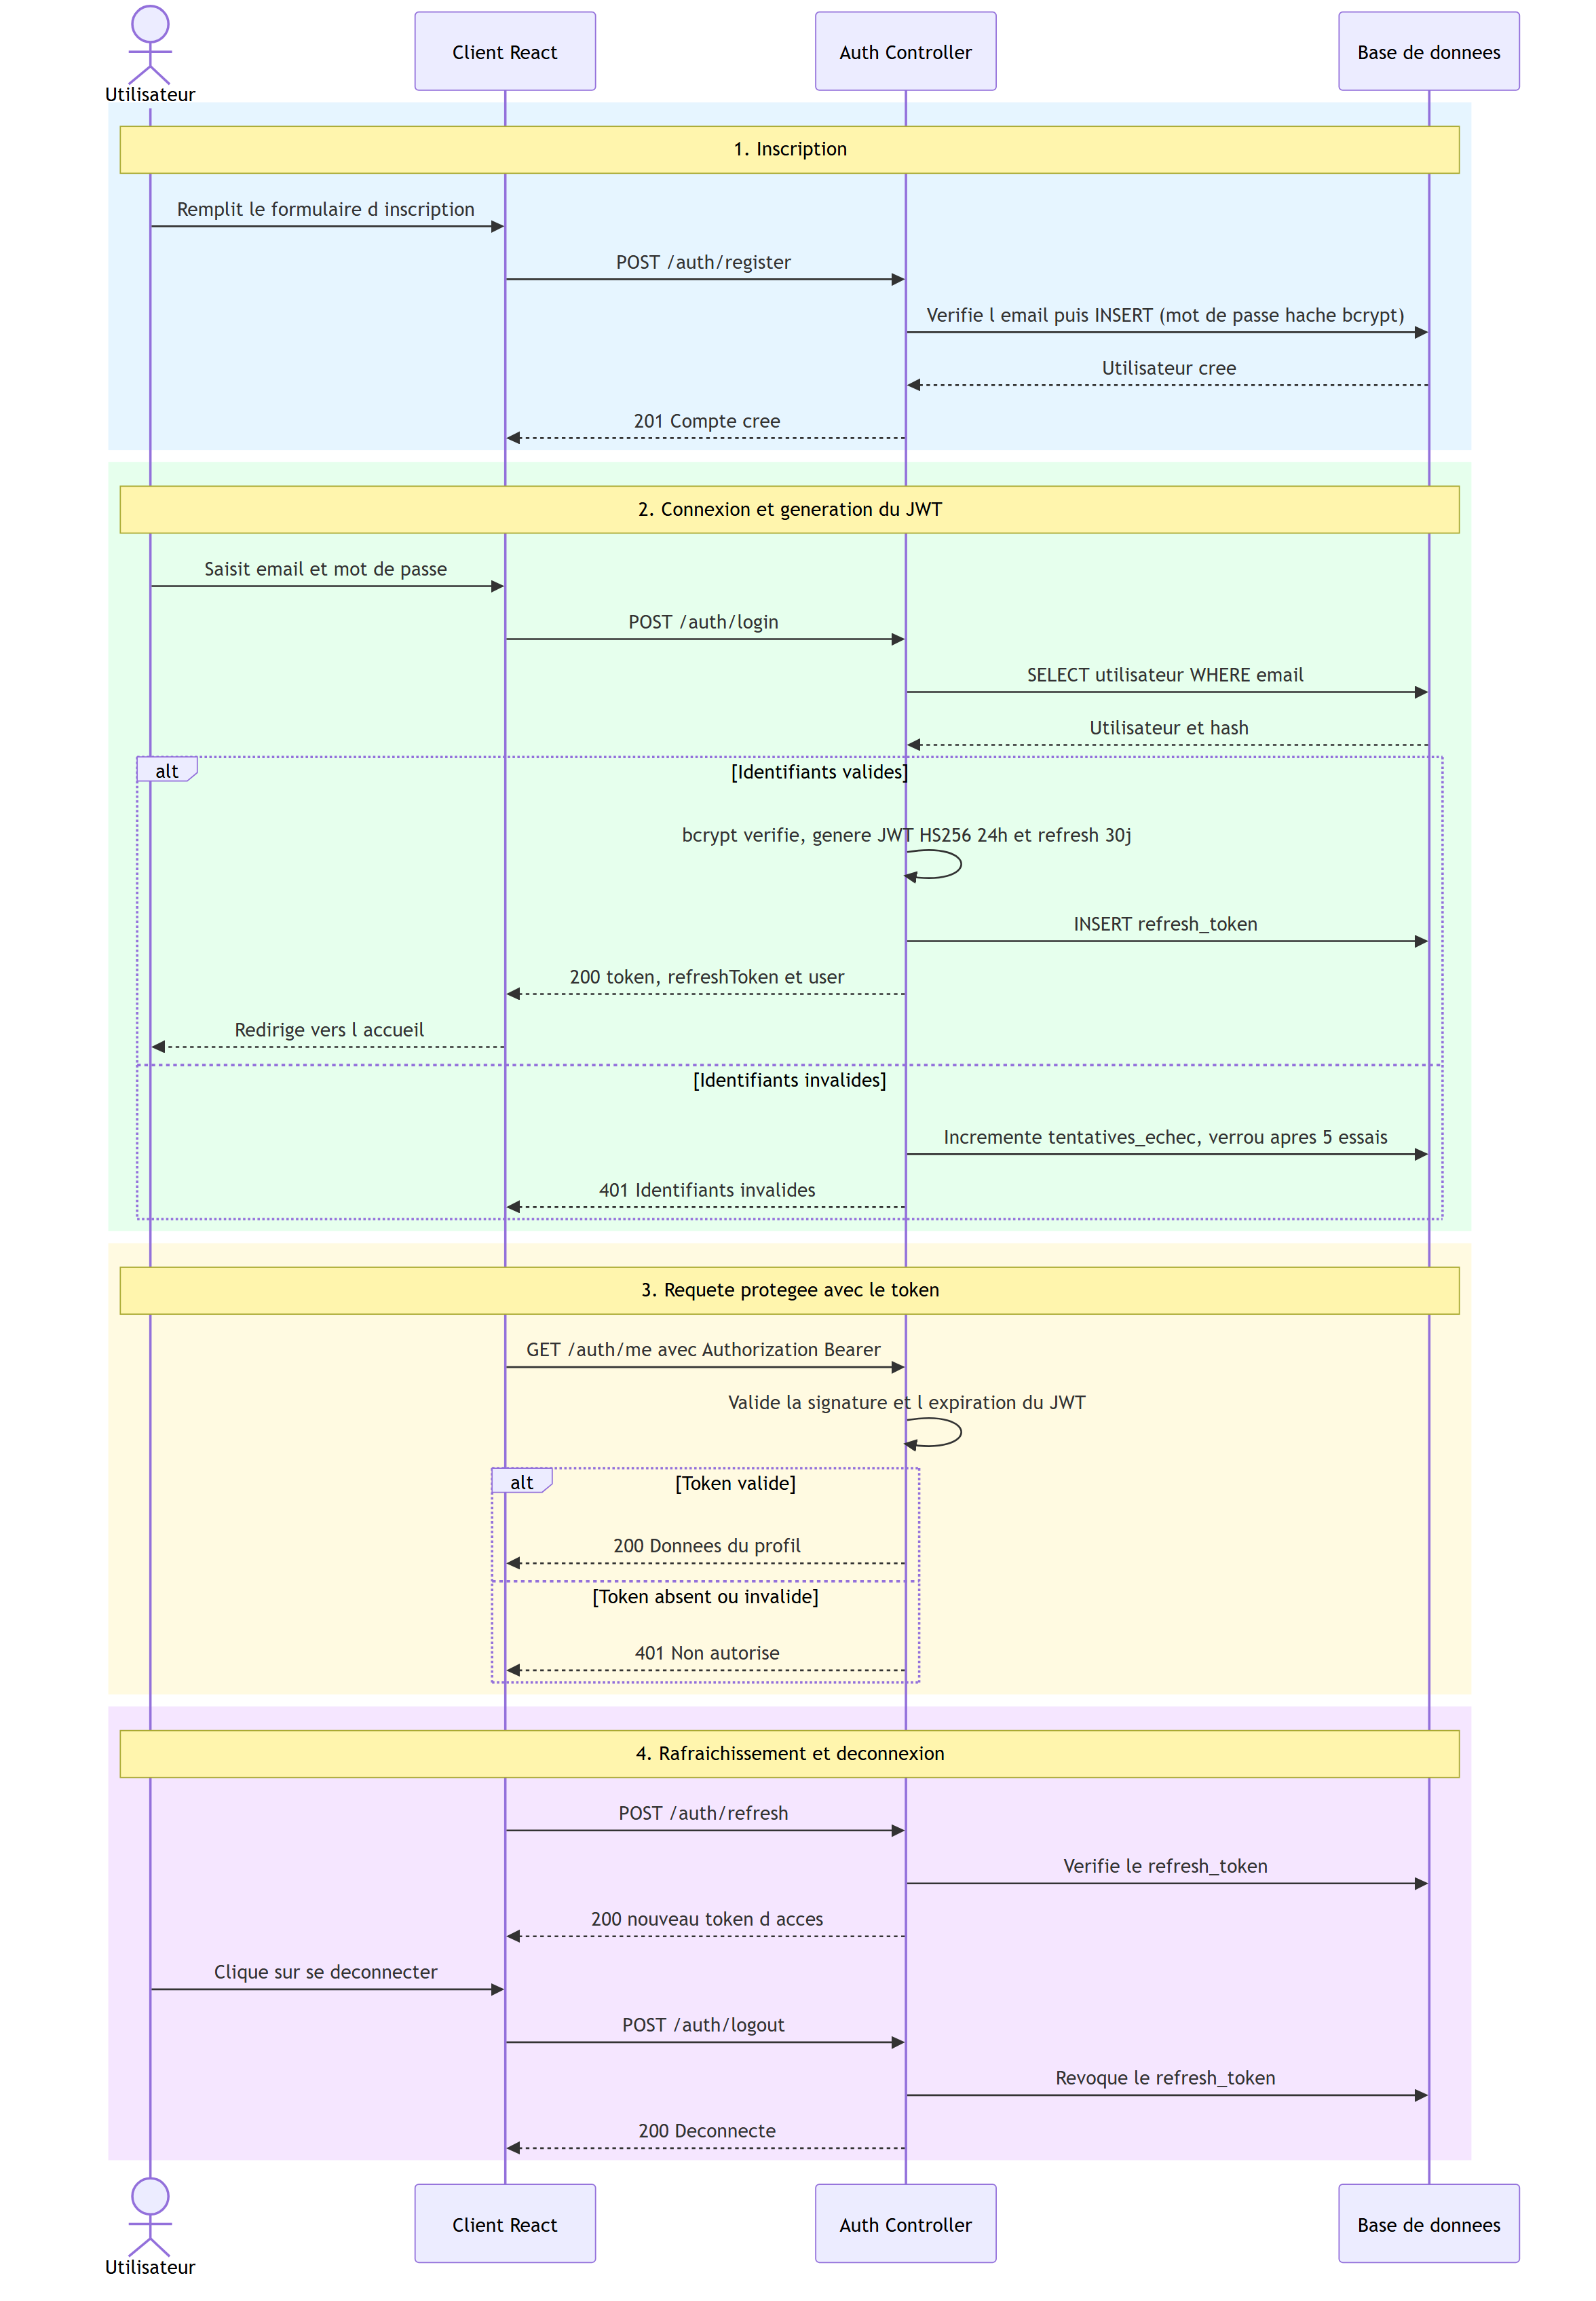 Utilisateur
Client React
Auth Controller
Base de donnees
1. Inscription
Remplit le formulaire d inscription
POST /auth/register
Verifie l email puis INSERT (mot de passe hache bcrypt)
Utilisateur cree
201 Compte cree
2. Connexion et generation du JWT
Saisit email et mot de passe
POST /auth/login
SELECT utilisateur WHERE email
Utilisateur et hash
alt
[Identifiants valides]
bcrypt verifie, genere JWT HS256 24h et refresh 30j
INSERT refresh_token
200 token, refreshToken et user
Redirige vers l accueil
[Identifiants invalides]
Incremente tentatives_echec, verrou apres 5 essais
401 Identifiants invalides
3. Requete protegee avec le token
GET /auth/me avec Authorization Bearer
Valide la signature et l expiration du JWT
alt
[Token valide]
200 Donnees du profil
[Token absent ou invalide]
401 Non autorise
4. Rafraichissement et deconnexion
POST /auth/refresh
Verifie le refresh_token
200 nouveau token d acces
Clique sur se deconnecter
POST /auth/logout
Revoque le refresh_token
200 Deconnecte
Utilisateur
Client React
Auth Controller
Base de donnees